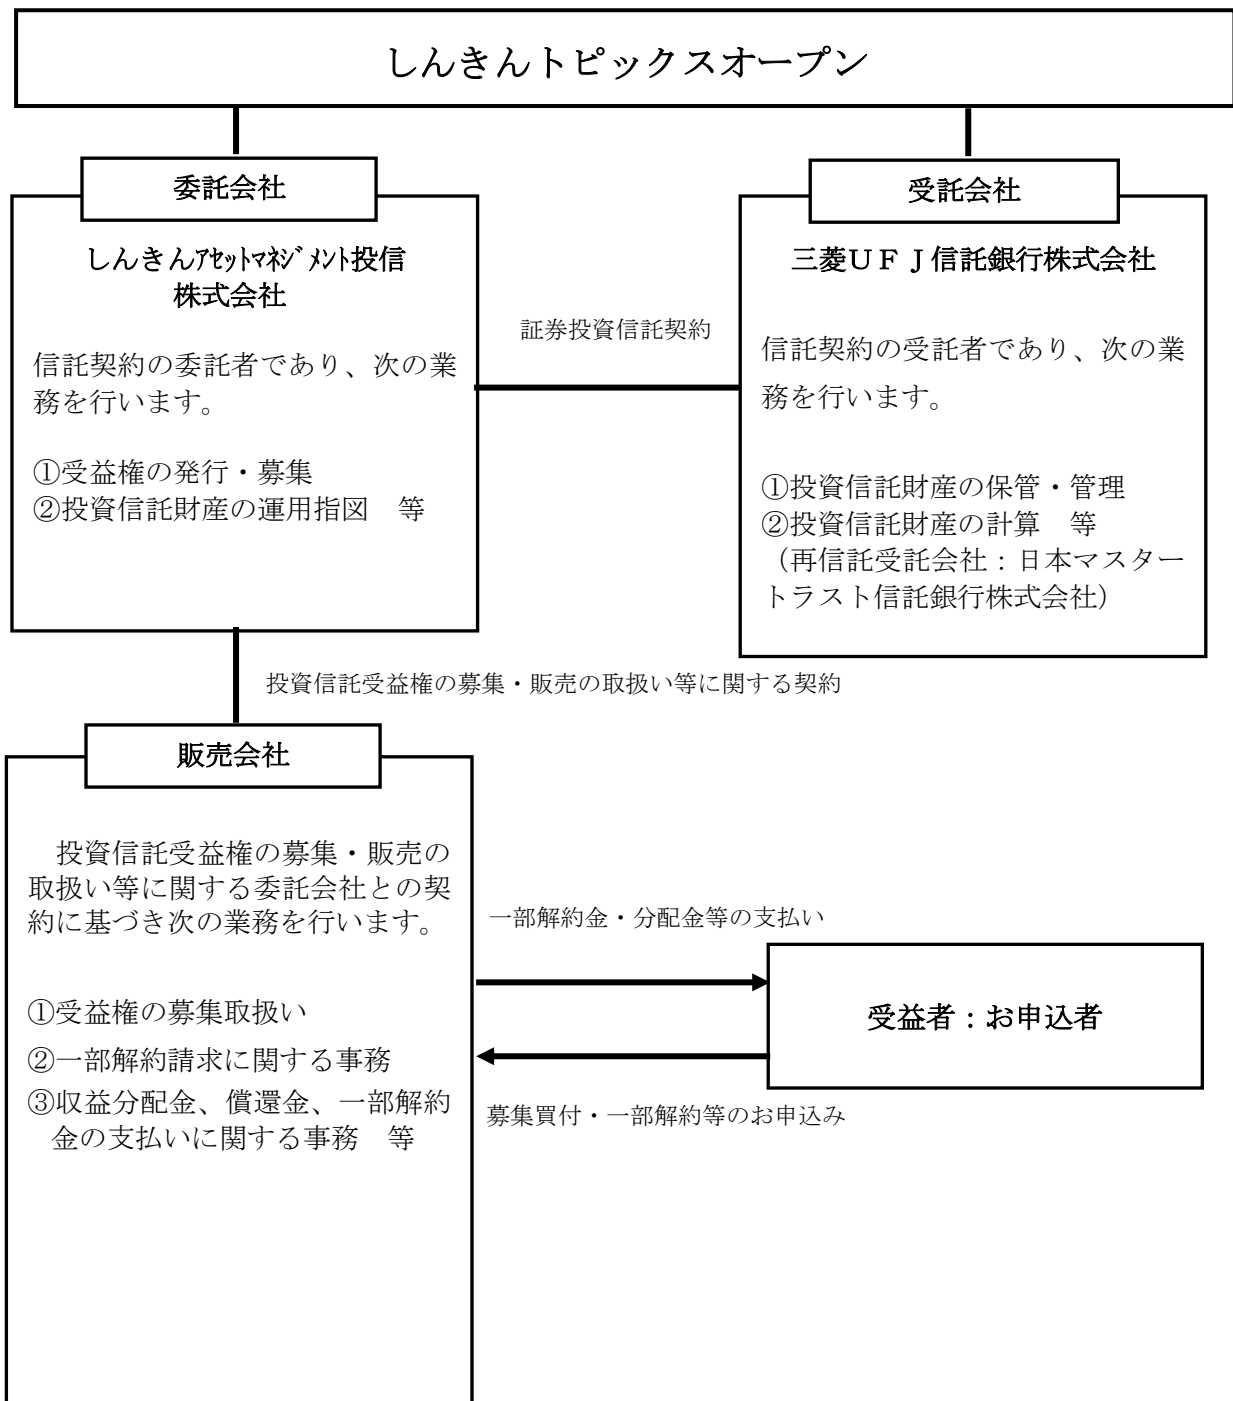 しんきんトピックスオープン
委託会社
しんきんｱｾｯﾄﾏﾈｼﾞﾒﾝﾄ投信
株式会社
信託契約の委託者であり、次の業
務を行います。
①受益権の発行・募集
②投資信託財産の運用指図　等
証券投資信託契約
受託会社
三菱ＵＦＪ信託銀行株式会社
信託契約の受託者であり、次の業
務を行います。
①投資信託財産の保管・管理
②投資信託財産の計算　等
（再信託受託会社：日本マスター
トラスト信託銀行株式会社）
投資信託受益権の募集・販売の取扱い等に関する契約
販売会社
　投資信託受益権の募集・販売の
取扱い等に関する委託会社との契
約に基づき次の業務を行います。
①受益権の募集取扱い
②一部解約請求に関する事務
③収益分配金、償還金、一部解約
金の支払いに関する事務　等
一部解約金・分配金等の支払い
受益者：お申込者
募集買付・一部解約等のお申込み